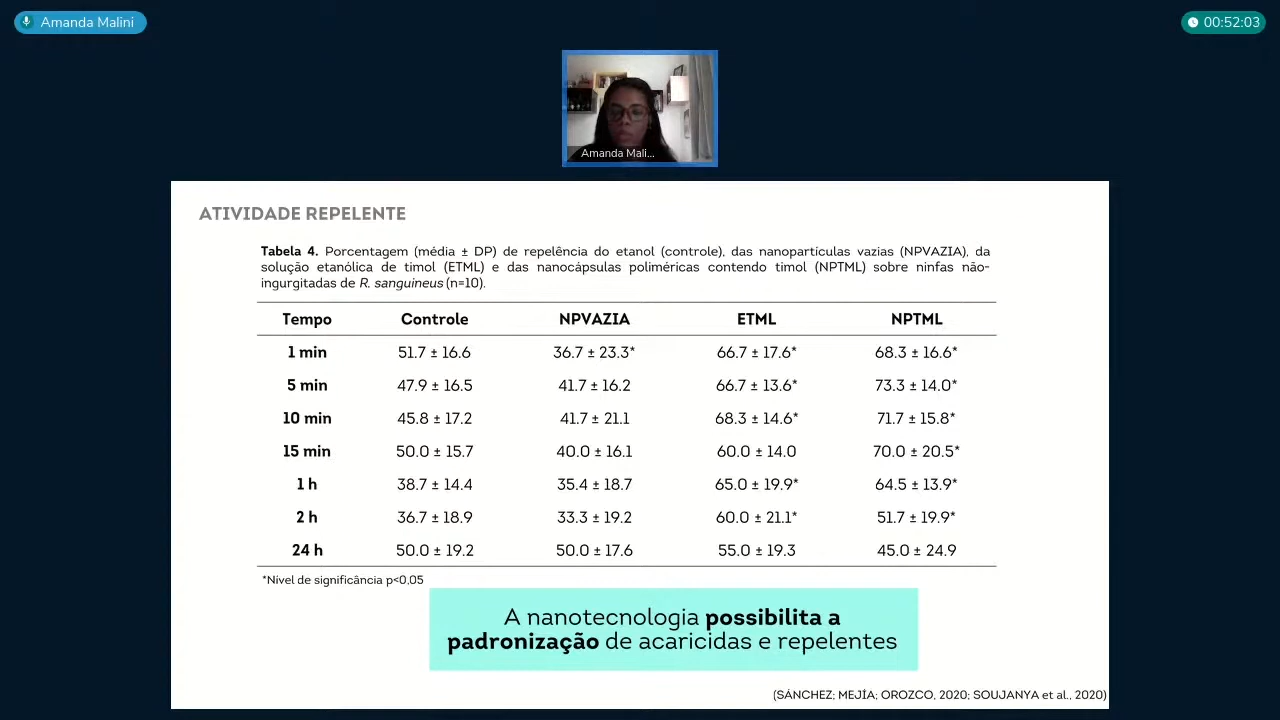 Amanda Malini
00:52:03
Amanda Mali...
ATIVIDADE REPELENTE
Tabela 4. Porcentagem (média ± DP) de repelência do etanol (controle), das nanopartículas vazias (NPVAZIA), da
solução etanólica de timol (ETML) e das nanocápsulas poliméricas contendo timol (NPTML) sobre ninfas não-
ingurgitadas de R. sanguineus (n=10).
Tempo Controle NPVAZIA ETML NPTML
1 min 51.7 ± 16.6 36.7 ± 23.3* 66.7 ± 17.6* 68.3 ± 16.6*
5 min 47.9 ± 16.5 41.7 ± 16.2 66.7 ± 13.6* 73.3 ± 14.0*
10 min 45.8 ± 17.2 41.7 ± 21.1 68.3 ± 14.6* 71.7 ± 15.8*
15 min 50.0 ± 15.7 40.0 ± 16.1 60.0 ± 14.0 70.0 ± 20.5*
1 h 38.7 ± 14.4 35.4 ± 18.7 65.0 ± 19.9* 64.5 ± 13.9*
2 h 36.7 ± 18.9 33.3 ± 19.2 60.0 ± 21.1* 51.7 ± 19.9*
24 h 50.0 ± 19.2 50.0 ± 17.6 55.0 ± 19.3 45.0 ± 24.9
*Nível de significância p<0,05
A nanotecnologia possibilita a
padronização de acaricidas e repelentes
(SÁNCHEZ; MEJÍA; OROZCO, 2020; SOUJANYA et al., 2020)